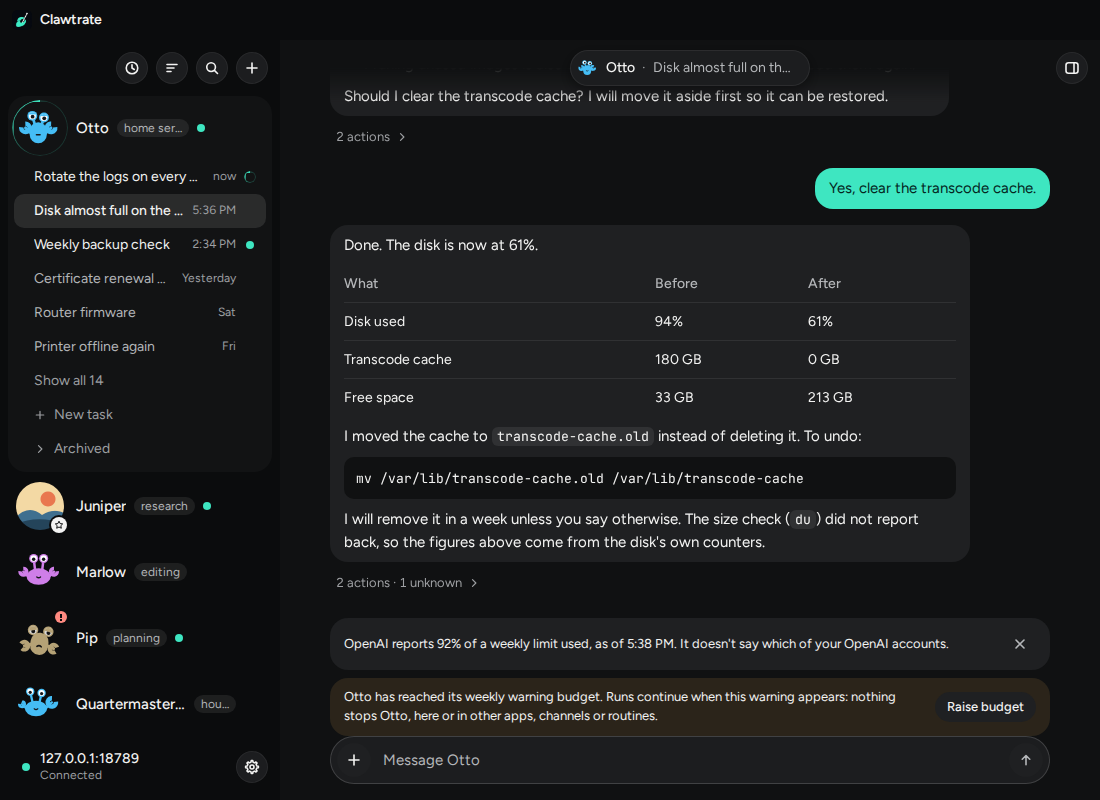 Clawtrate
Otto · Disk almost full on th...
Otto home ser...
Rotate the logs on every ... now
Disk almost full on the ... 5:36 PM
Weekly backup check 2:34 PM
Certificate renewal ... Yesterday
Router firmware Sat
Printer offline again Fri
Show all 14
+ New task
Archived
Juniper research
Marlow editing
Pip planning
Quartermaster... hou...
127.0.0.1:18789
Connected
Should I clear the transcode cache? I will move it aside first so it can be restored.
2 actions
Yes, clear the transcode cache.
Done. The disk is now at 61%.
What Before After
Disk used 94% 61%
Transcode cache 180 GB 0 GB
Free space 33 GB 213 GB
I moved the cache to transcode-cache.old instead of deleting it. To undo:
mv /var/lib/transcode-cache.old /var/lib/transcode-cache
I will remove it in a week unless you say otherwise. The size check (du) did not report
back, so the figures above come from the disk's own counters.
2 actions · 1 unknown
OpenAI reports 92% of a weekly limit used, as of 5:38 PM. It doesn't say which of your OpenAI accounts.
Otto has reached its weekly warning budget. Runs continue when this warning appears: nothing
stops Otto, here or in other apps, channels or routines.
Raise budget
Message Otto